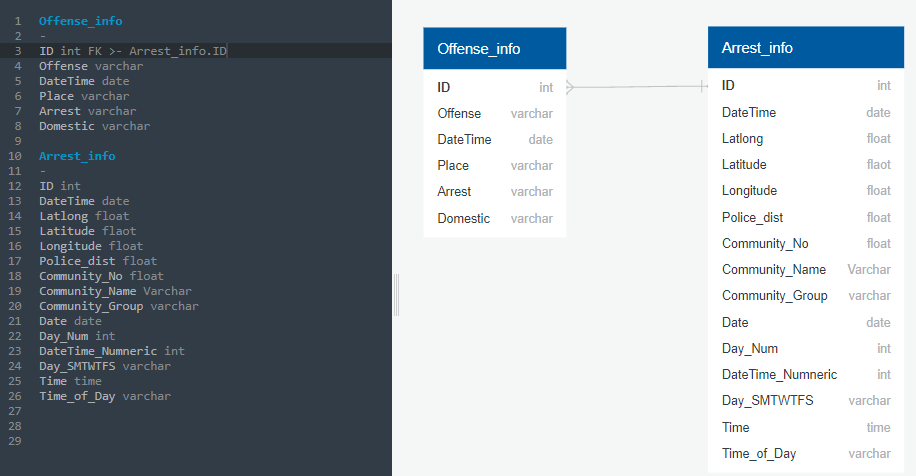 1 Offense_info
2 -
3 ID int FK >- Arrest_info.ID
4 Offense varchar
5 DateTime date
6 Place varchar
7 Arrest varchar
8 Domestic varchar
9
10 Arrest_info
11 -
12 ID int
13 DateTime date
14 Latlong float
15 Latitude flaot
16 Longitude float
17 Police_dist float
18 Community_No float
19 Community_Name Varchar
20 Community_Group varchar
21 Date date
22 Day_Num int
23 DateTime_Numneric int
24 Day_SMTWTFS varchar
25 Time time
26 Time_of_Day varchar
27
28
29
Offense_info
ID int
Offense varchar
DateTime date
Place varchar
Arrest varchar
Domestic varchar
Arrest_info
ID int
DateTime date
Latlong float
Latitude flaot
Longitude float
Police_dist float
Community_No float
Community_Name Varchar
Community_Group varchar
Date date
Day_Num int
DateTime_Numneric int
Day_SMTWTFS varchar
Time time
Time_of_Day varchar